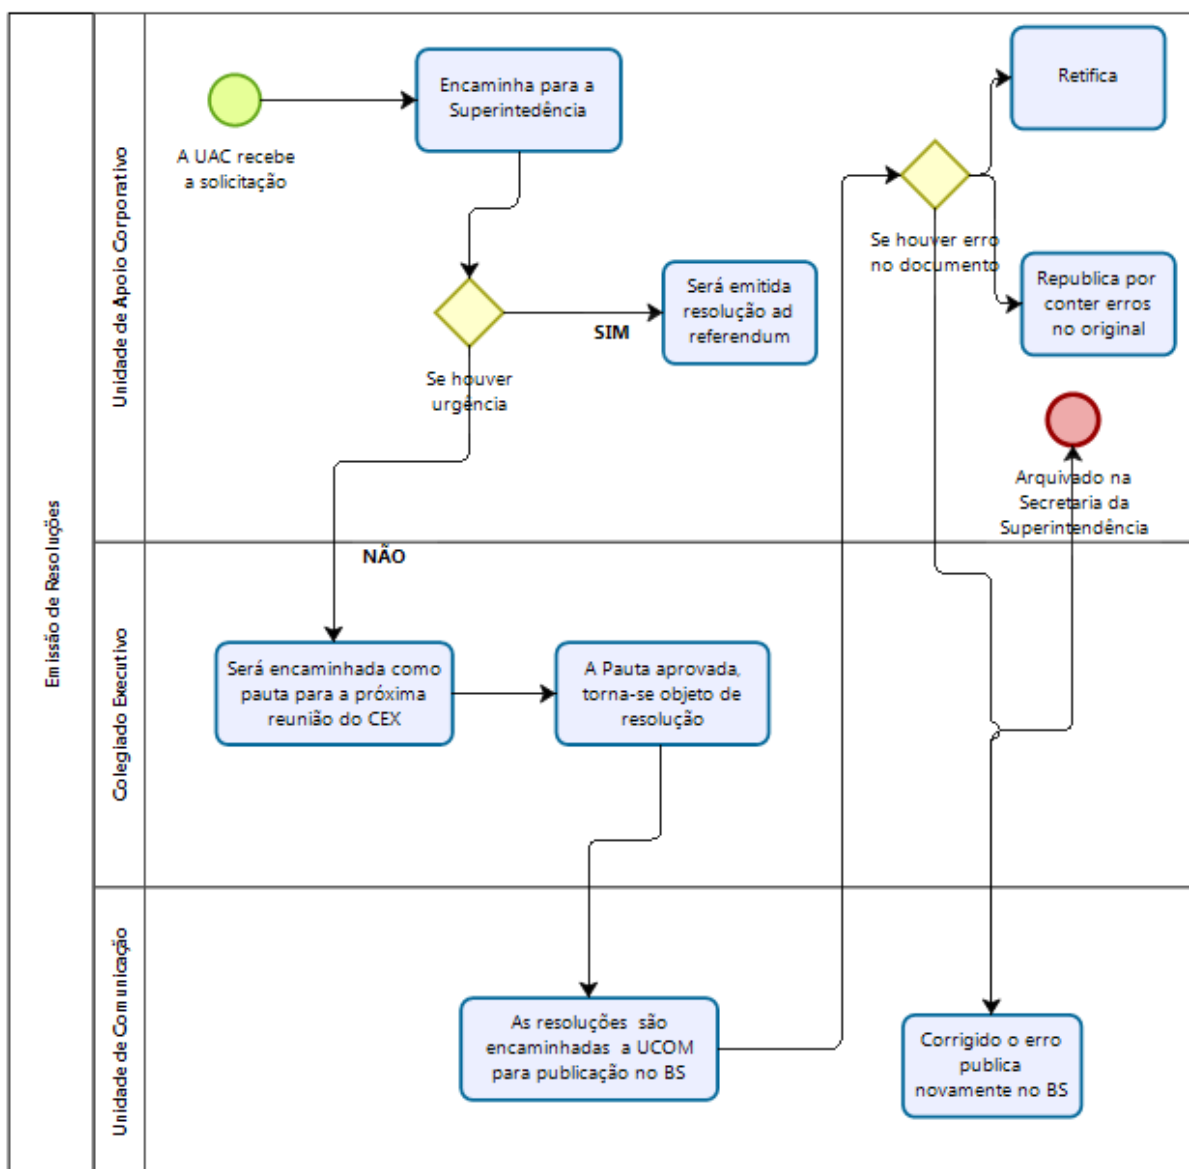 Emissão de Resoluções
Unidade de Apoio Corporativo
A UAC recebe
a solicitação
Encaminha para a
Superintedência
Se houver
urgência
SIM
Será emitida
resolução ad
referendum
NÃO
Se houver erro
no documento
Retifica
Republica por
conter erros
no original
Arquivado na
Secretaria da
Superintendência
Colegiado Executivo
Será encaminhada como
pauta para a próxima
reunião do CEX
A Pauta aprovada,
torna-se objeto de
resolução
Unidade de Comunicação
As resoluções são
encaminhadas a UCOM
para publicação no BS
Corrigido o erro
publica
novamente no BS